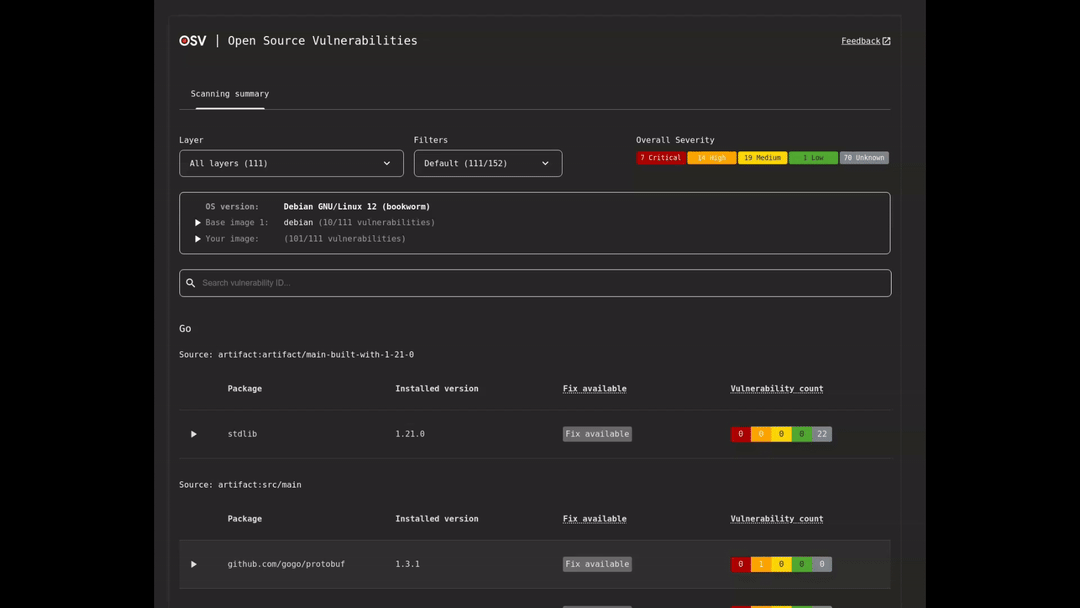 OSV | Open Source Vulnerabilities
Feedback
Scanning summary
Layer
Filters
Overall Severity
All layers (111)
Default (111/152)
7 Critical 14 High 19 Medium 1 Low 70 Unknown
OS version: Debian GNU/Linux 12 (bookworm)
Base image 1: debian (10/111 vulnerabilities)
Your image: (101/111 vulnerabilities)
Search vulnerability ID...
Go
Source: artifact:artifact/main-built-with-1-21-0
Package Installed version Fix available Vulnerability count
stdlib 1.21.0 Fix available 0 0 0 0 22
Source: artifact:src/main
Package Installed version Fix available Vulnerability count
github.com/gogo/protobuf 1.3.1 Fix available 0 1 0 0 0